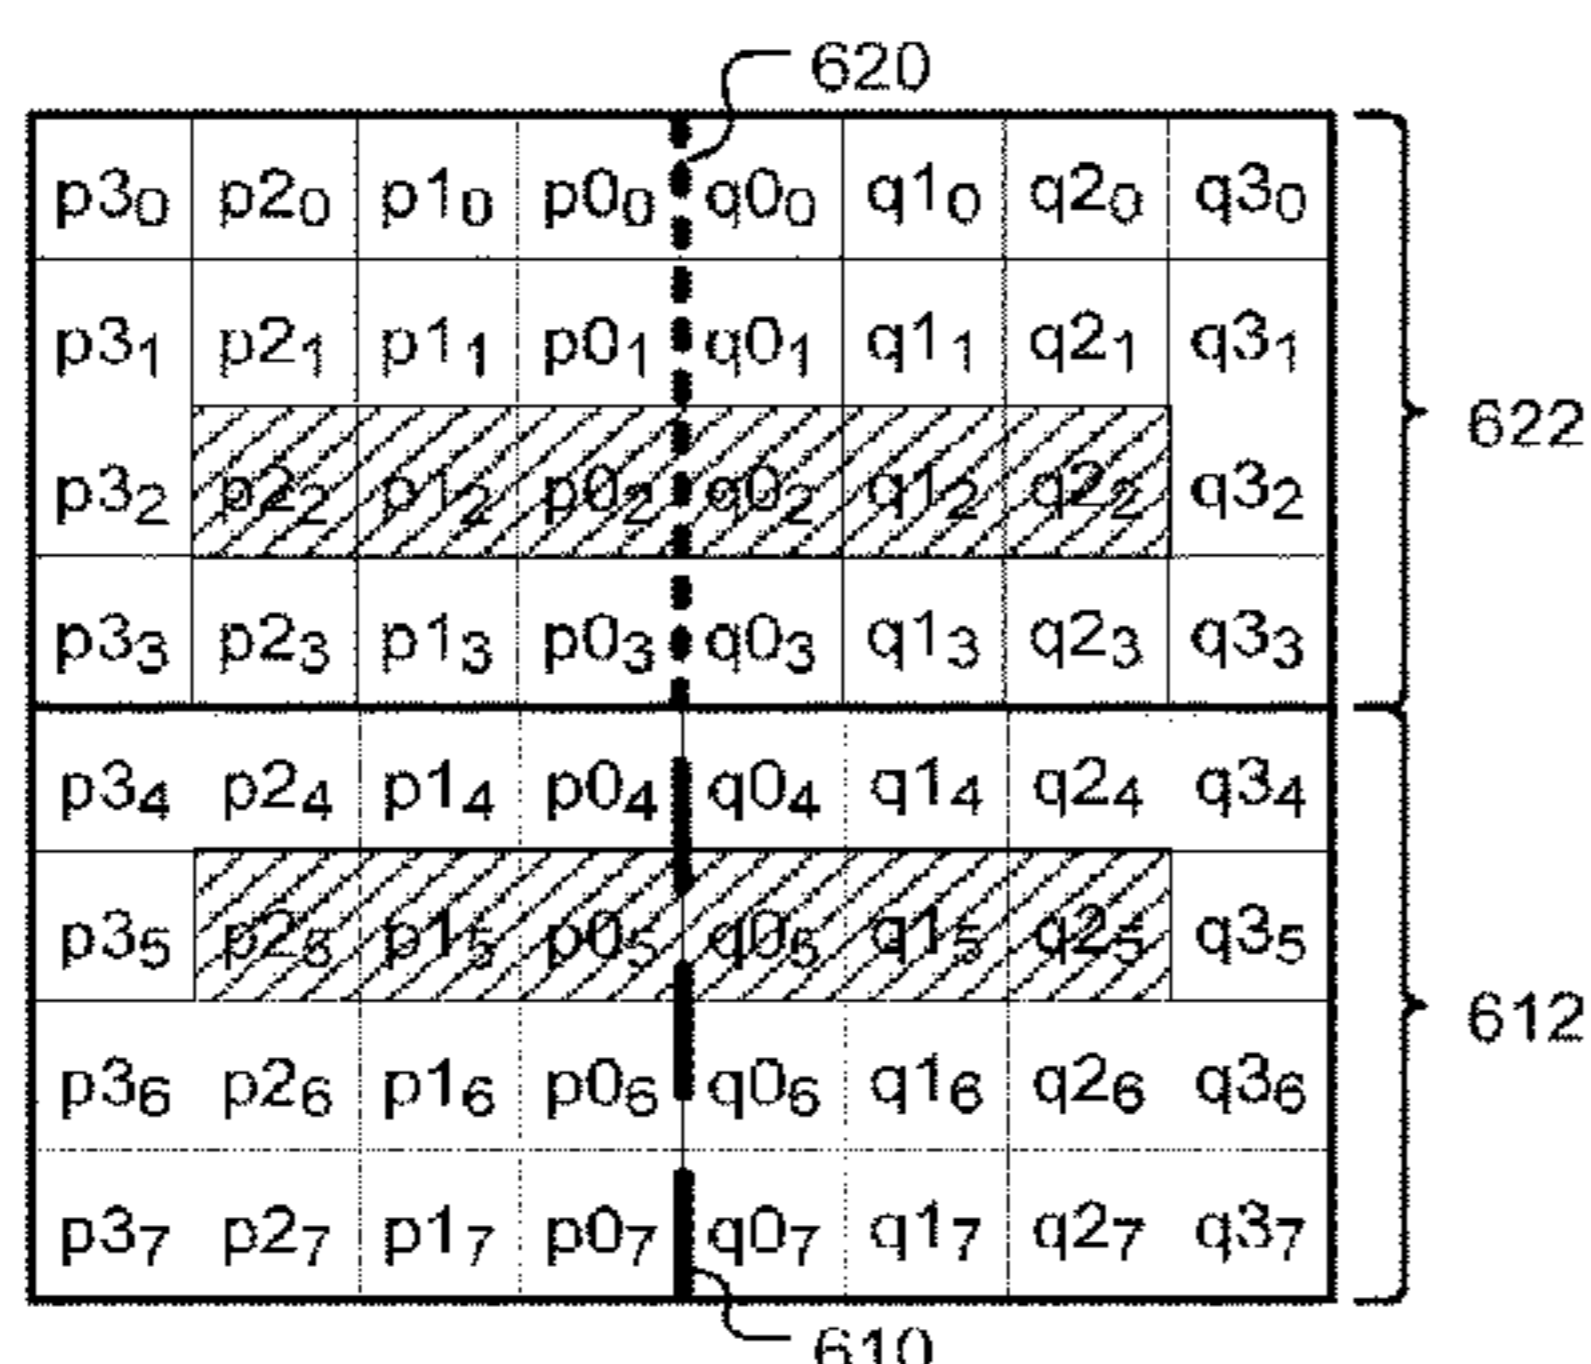 620
p3₀ p2₀ p1₀ p0₀ q0₀ q1₀ q2₀ q3₀
p3₁ p2₁ p1₁ p0₁ q0₁ q1₁ q2₁ q3₁
622
p3₂ p2₂ p1₂ p0₂ q0₂ q1₂ q2₂ q3₂
p3₃ p2₃ p1₃ p0₃ q0₃ q1₃ q2₃ q3₃
p3₄ p2₄ p1₄ p0₄ q0₄ q1₄ q2₄ q3₄
p3₅ p2₅ p1₅ p0₅ q0₅ q1₅ q2₅ q3₅
612
p3₆ p2₆ p1₆ p0₆ q0₆ q1₆ q2₆ q3₆
p3₇ p2₇ p1₇ p0₇ q0₇ q1₇ q2₇ q3₇
610